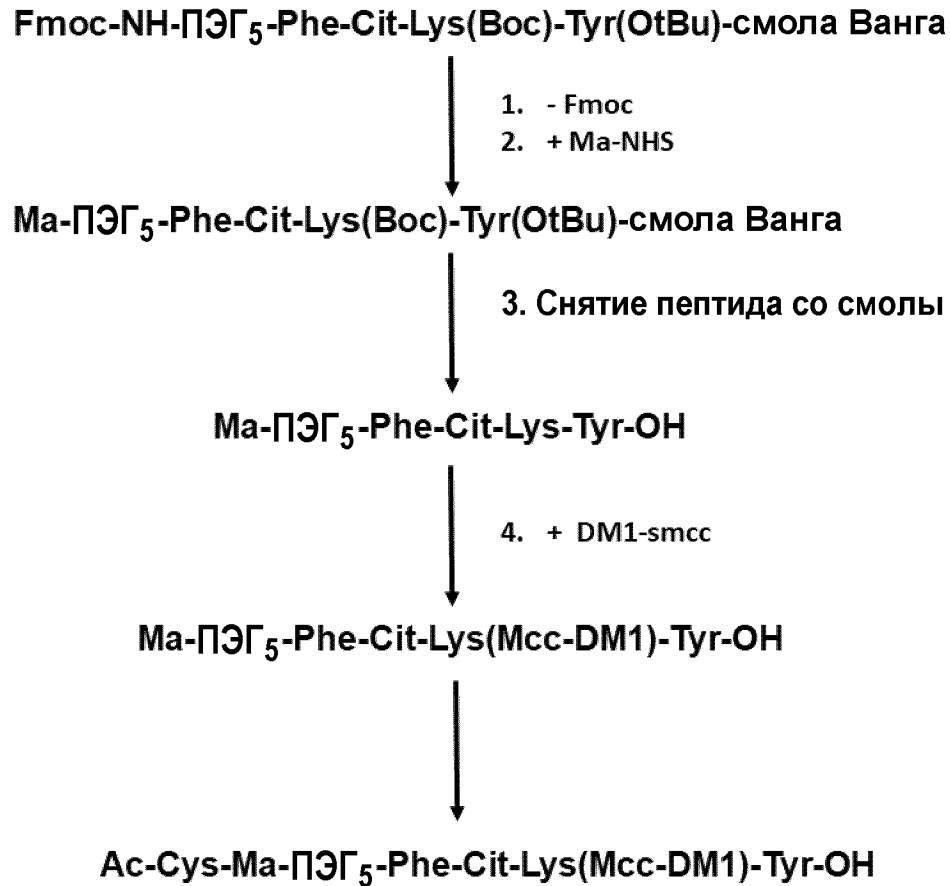 Fmoc-NH-ПЭГ5-Phe-Cit-Lys(Boc)-Tyr(OtBu)-смола Ванга
1. - Fmoc
2. + Ma-NHS
Ma-ПЭГ5-Phe-Cit-Lys(Boc)-Tyr(OtBu)-смола Ванга
3. Снятие пептида со смолы
Ma-ПЭГ5-Phe-Cit-Lys-Tyr-OH
4. + DM1-smcc
Ma-ПЭГ5-Phe-Cit-Lys(Mcc-DM1)-Tyr-OH
Ac-Cys-Ma-ПЭГ5-Phe-Cit-Lys(Mcc-DM1)-Tyr-OH